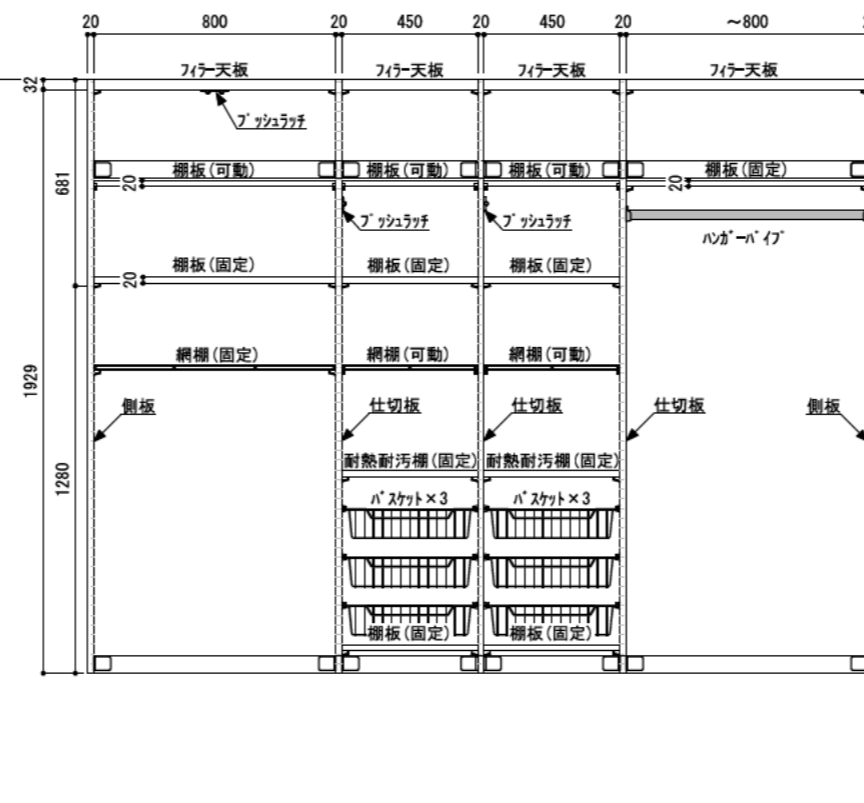 20 800 20 450 20 450 20 ～800
フィラー天板 フィラー天板 フィラー天板 フィラー天板
32
プッシュラッチ
棚板(可動) 棚板(可動) 棚板(可動) 棚板(固定)
681
20 20
プッシュラッチ プッシュラッチ
ハンガーパイプ
棚板(固定) 棚板(固定) 棚板(固定)
20
網棚(固定) 網棚(可動) 網棚(可動)
1929
側板 仕切板 仕切板 仕切板 側板
耐熱耐汚棚(固定) 耐熱耐汚棚(固定)
1280
バスケット×3 バスケット×3
棚板(固定) 棚板(固定)